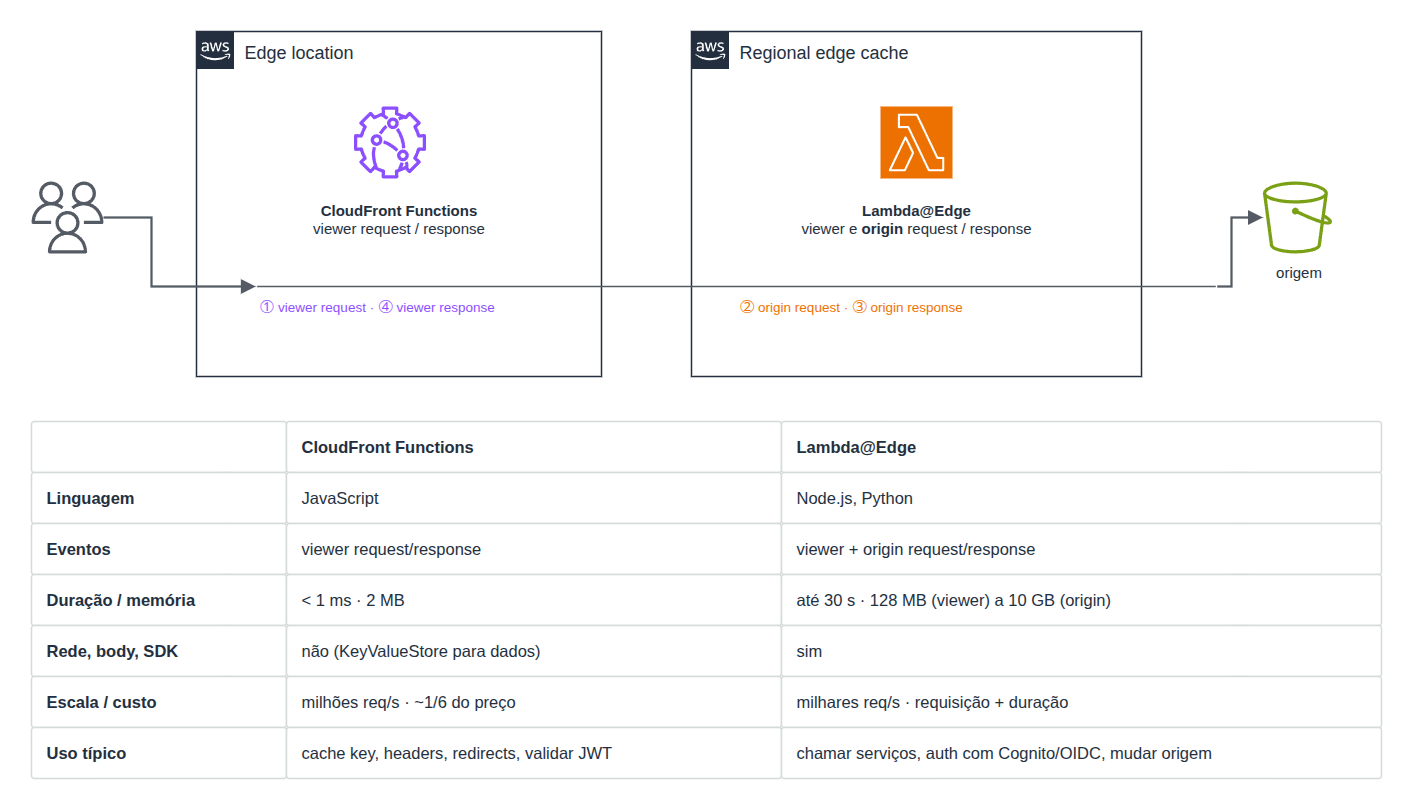 aws
Edge location
aws
Regional edge cache
CloudFront Functions
viewer request / response
Lambda@Edge
viewer e origin request / response
origem
① viewer request · ④ viewer response
② origin request · ③ origin response
CloudFront Functions
Lambda@Edge
Linguagem
JavaScript
Node.js, Python
Eventos
viewer request/response
viewer + origin request/response
Duração / memória
< 1 ms · 2 MB
até 30 s · 128 MB (viewer) a 10 GB (origin)
Rede, body, SDK
não (KeyValueStore para dados)
sim
Escala / custo
milhões req/s · ~1/6 do preço
milhares req/s · requisição + duração
Uso típico
cache key, headers, redirects, validar JWT
chamar serviços, auth com Cognito/OIDC, mudar origem